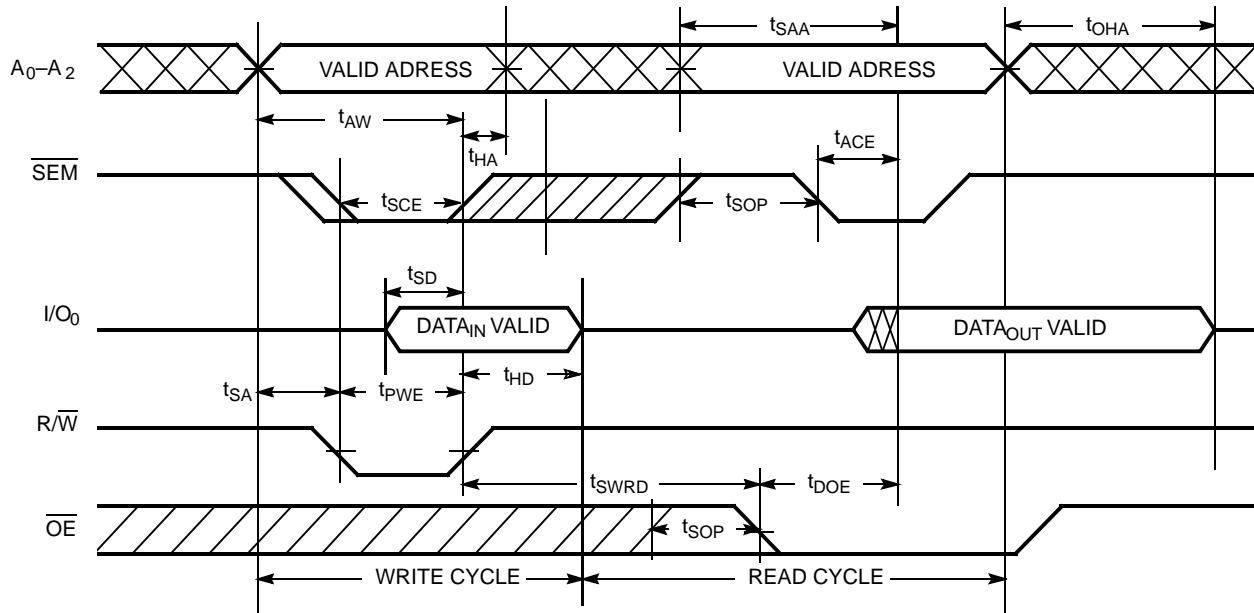 tSAA
tOHA
A0–A2
VALID ADRESS
VALID ADRESS
tAW
tHA
tACE
SEM
tSCE
tSOP
tSD
I/O0
DATAIN VALID
DATAOUT VALID
tSA
tPWE
tHD
R/W
tSWRD
tDOE
OE
tSOP
WRITE CYCLE
READ CYCLE